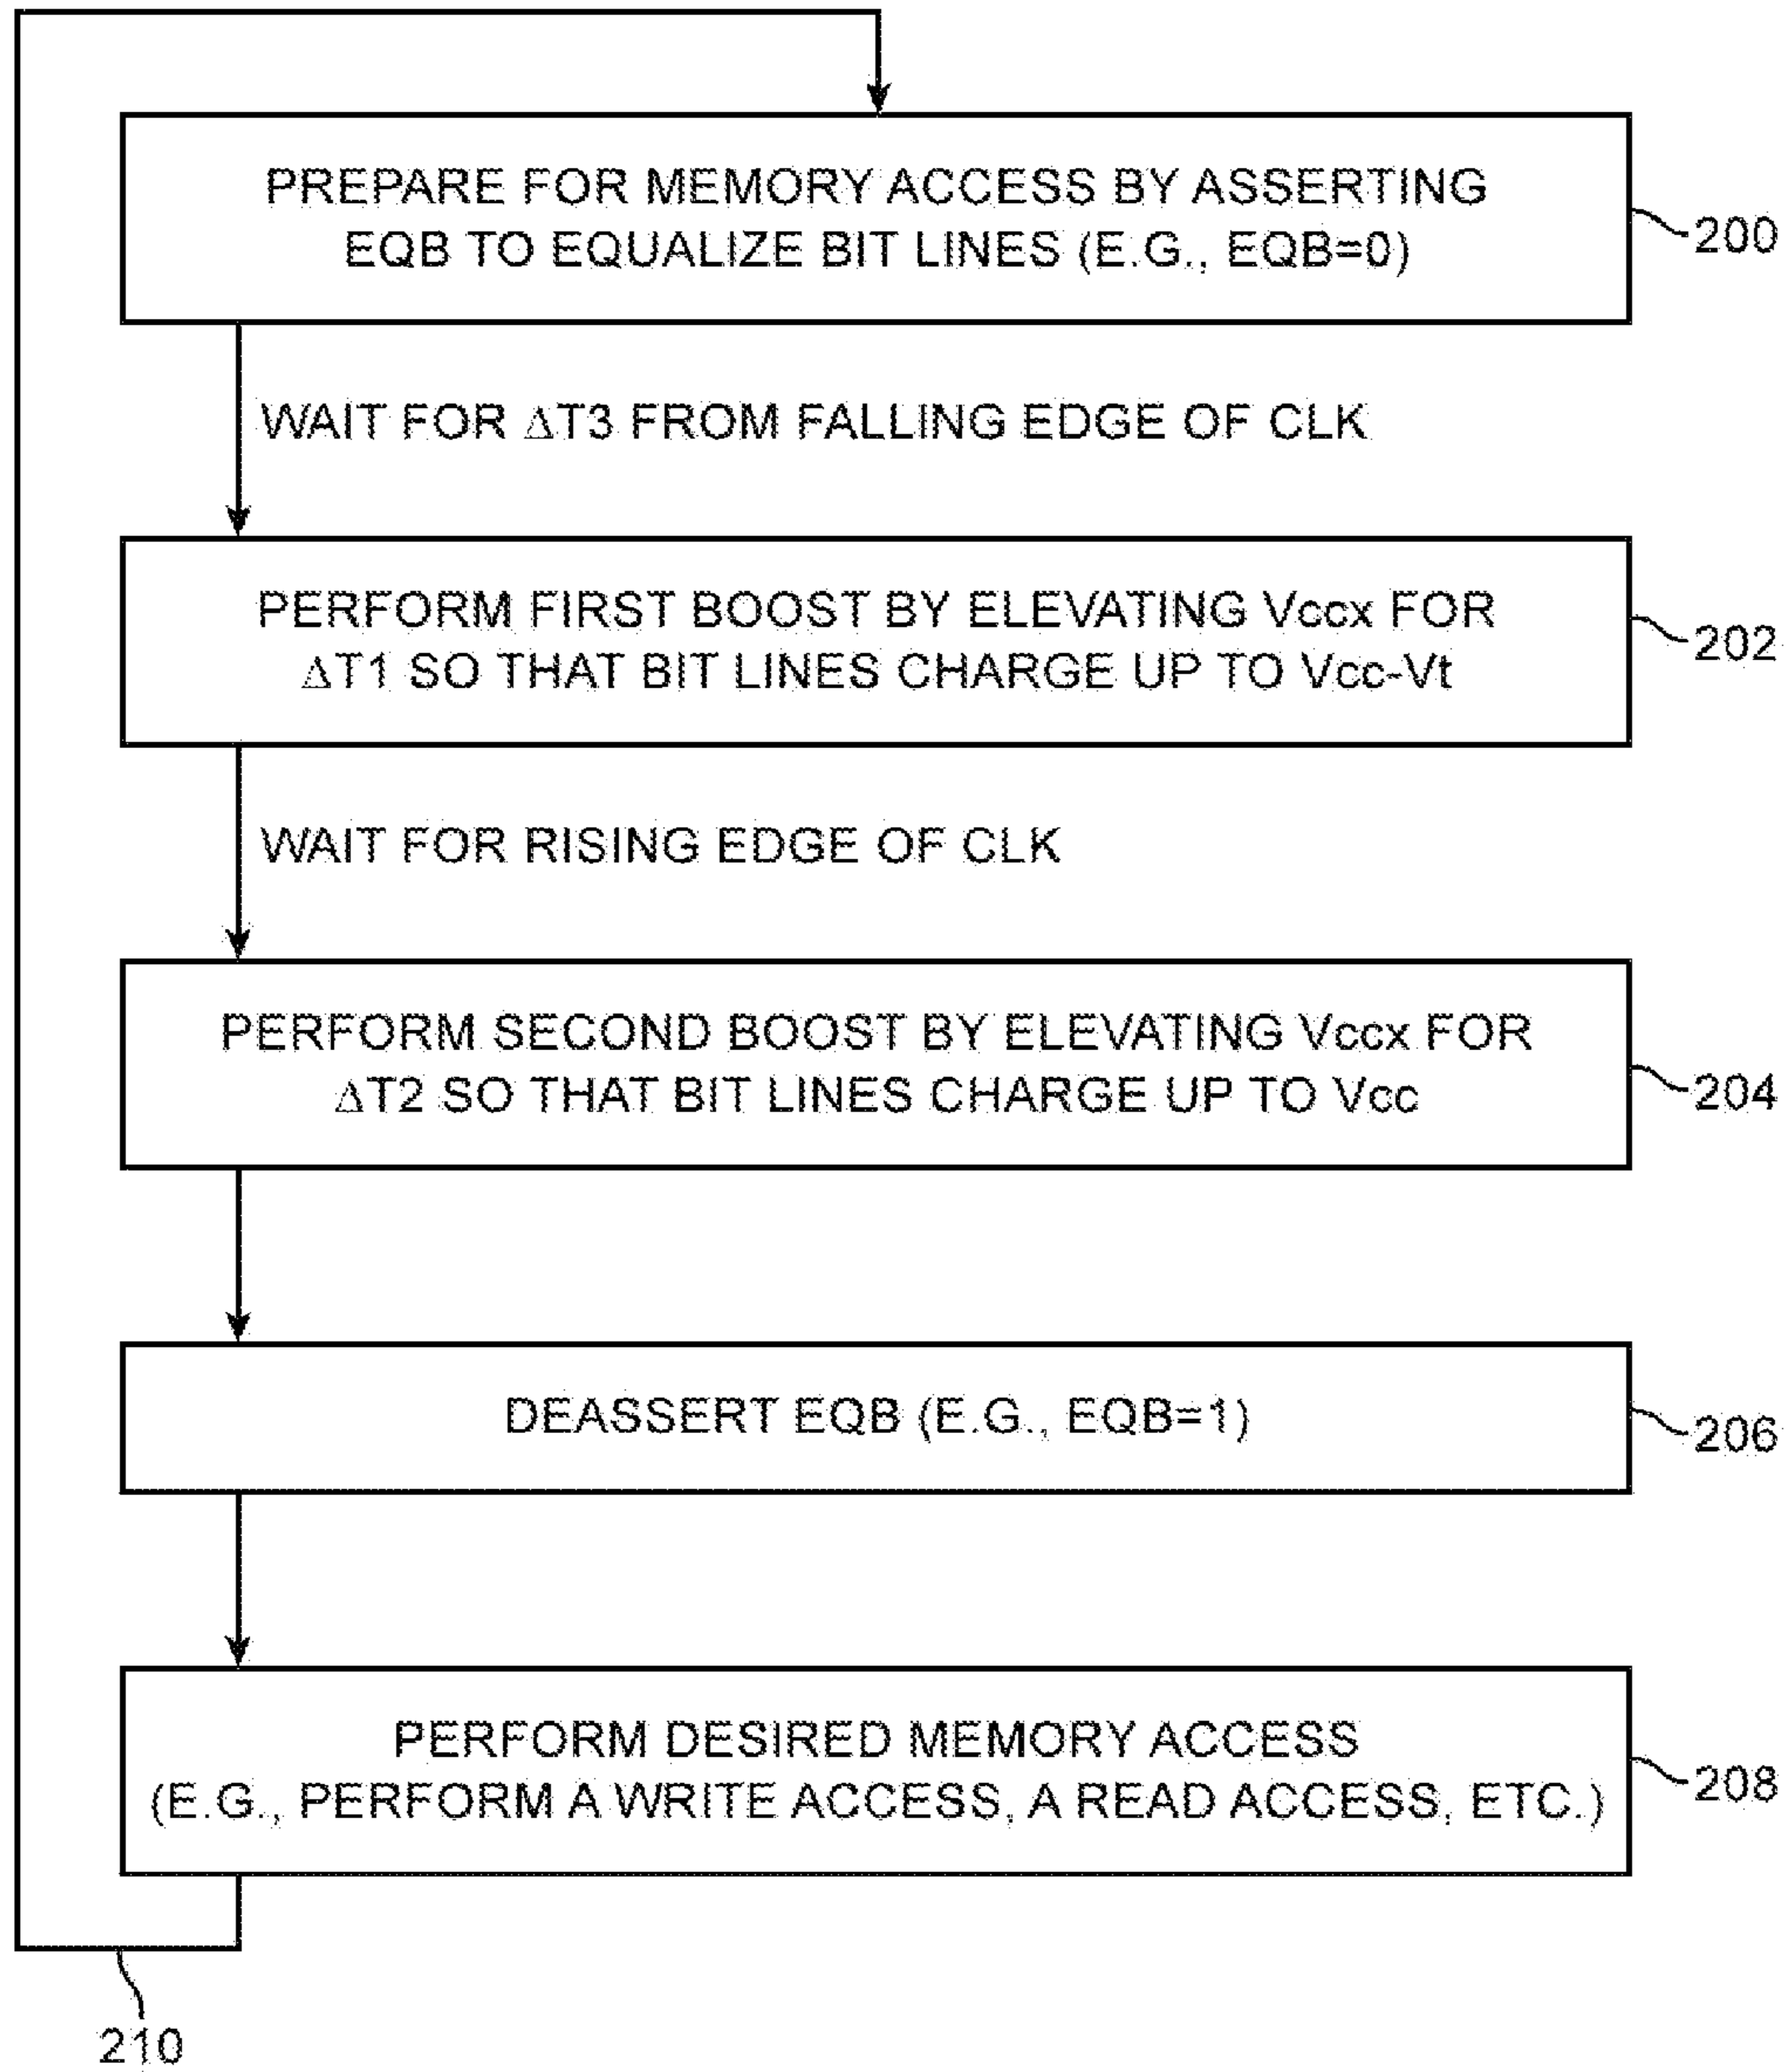 PREPARE FOR MEMORY ACCESS BY ASSERTING
EQB TO EQUALIZE BIT LINES (E.G., EQB=0)
200
WAIT FOR ΔT3 FROM FALLING EDGE OF CLK
PERFORM FIRST BOOST BY ELEVATING Vccx FOR
ΔT1 SO THAT BIT LINES CHARGE UP TO Vcc-Vt
202
WAIT FOR RISING EDGE OF CLK
PERFORM SECOND BOOST BY ELEVATING Vccx FOR
ΔT2 SO THAT BIT LINES CHARGE UP TO Vcc
204
DEASSERT EQB (E.G., EQB=1)
206
PERFORM DESIRED MEMORY ACCESS
(E.G., PERFORM A WRITE ACCESS, A READ ACCESS, ETC.)
208
210